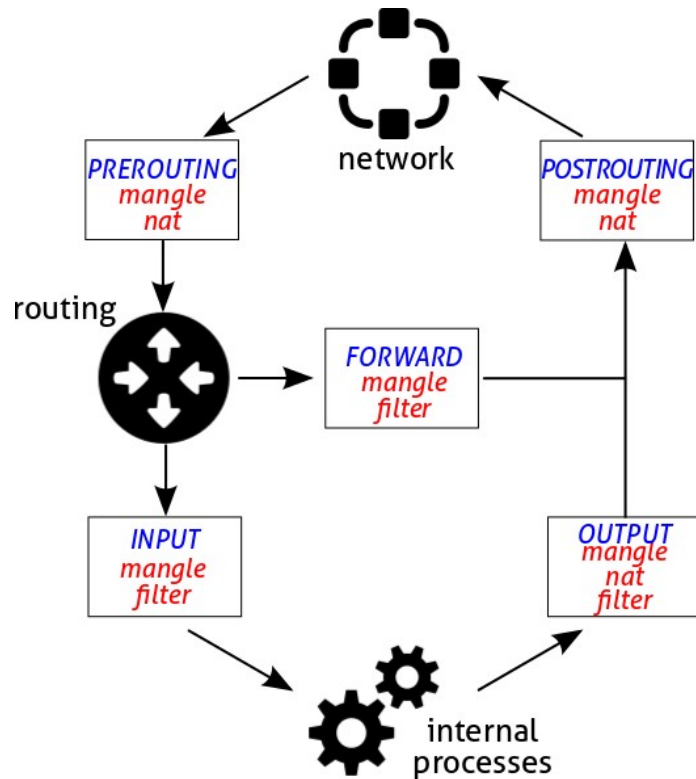 network
PREROUTING
mangle
nat
POSTROUTING
mangle
nat
routing
FORWARD
mangle
filter
INPUT
mangle
filter
OUTPUT
mangle
nat
filter
internal
processes